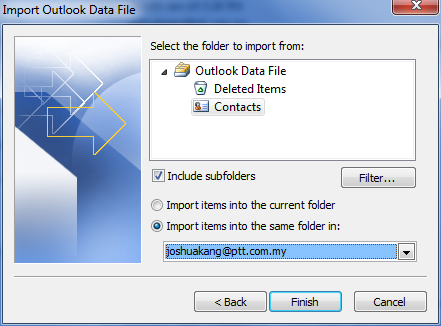 Import Outlook Data File
Select the folder to import from:
Outlook Data File
Deleted Items
Contacts
Include subfolders
Filter...
Import items into the current folder
Import items into the same folder in:
joshuakang@ptt.com.my
< Back
Finish
Cancel